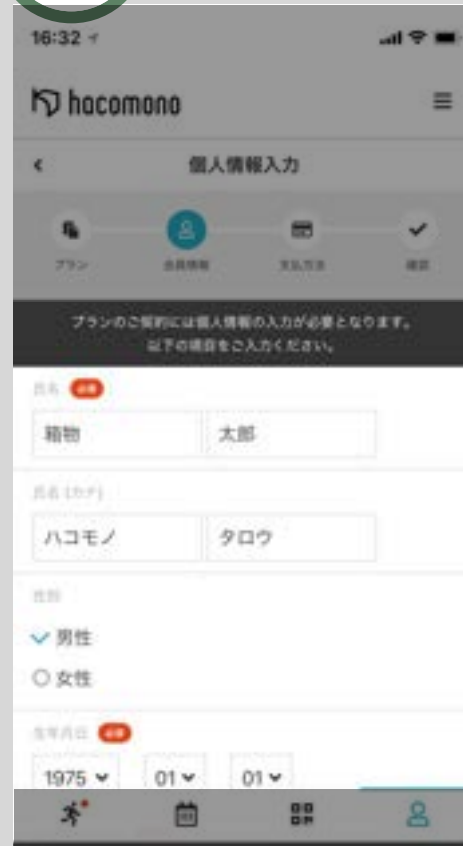 16:32
hacomono
個人情報入力
プラン
会員情報
支払方法
確認
プランのご契約には個人情報の入力が必要となります。
以下の項目をご入力ください。
氏名 必須
箱物 太郎
氏名 (カナ)
ハコモノ タロウ
性別
男性
女性
生年月日 必須
1975 01 01